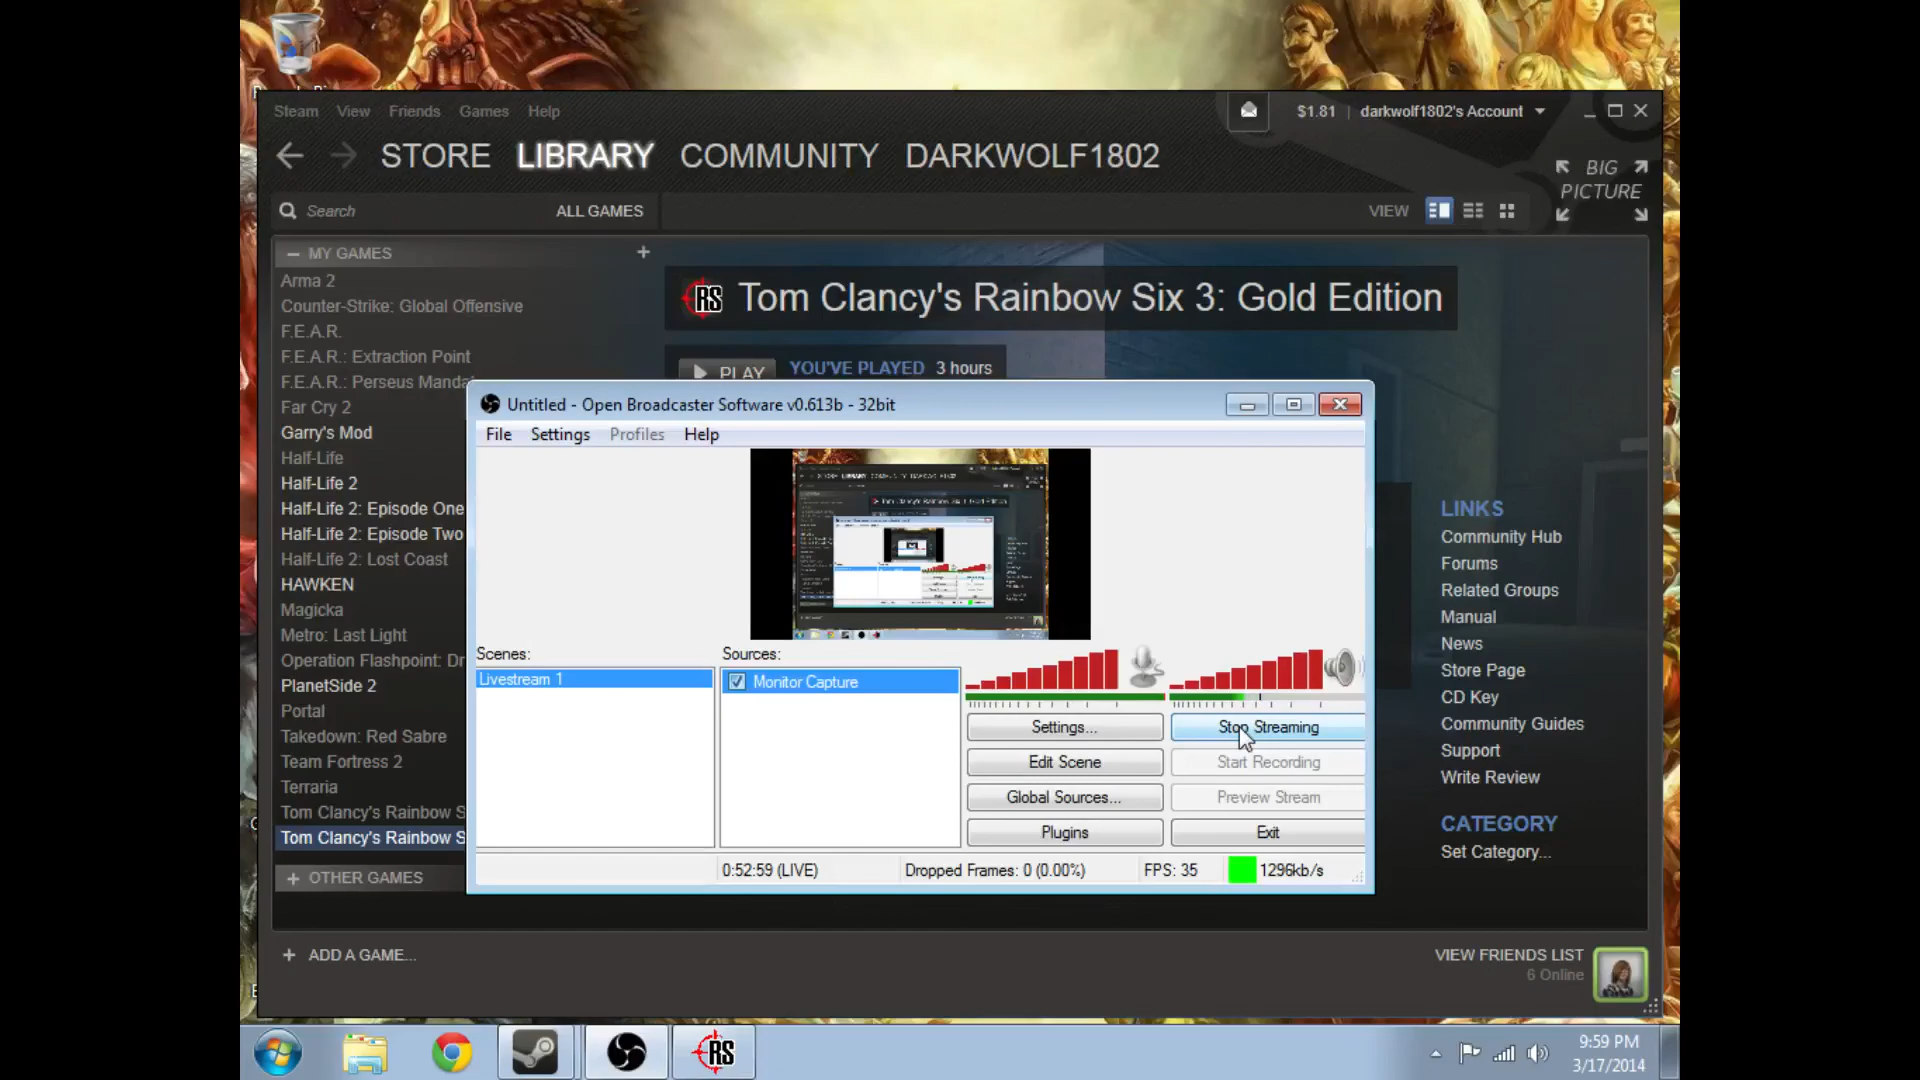 Steam View Friends Games Help
$1.81 | darkwolf1802's Account
STORE LIBRARY COMMUNITY DARKWOLF1802
BIG PICTURE
Search ALL GAMES
VIEW
MY GAMES +
Arma 2
Counter-Strike: Global Offensive
F.E.A.R.
F.E.A.R.: Extraction Point
F.E.A.R.: Perseus Manda
Far Cry 2
Garry's Mod
Half-Life
Half-Life 2
Half-Life 2: Episode One
Half-Life 2: Episode Two
Half-Life 2: Lost Coast
HAWKEN
Magicka
Metro: Last Light
Operation Flashpoint: Dr
PlanetSide 2
Portal
Takedown: Red Sabre
Team Fortress 2
Terraria
Tom Clancy's Rainbow S
Tom Clancy's Rainbow S
+ OTHER GAMES
RS Tom Clancy's Rainbow Six 3: Gold Edition
PLAY YOU'VE PLAYED 3 hours
Untitled - Open Broadcaster Software v0.613b - 32bit
File Settings Profiles Help
Scenes:
Livestream 1
Sources:
Monitor Capture
Settings... Stop Streaming
Edit Scene Start Recording
Global Sources... Preview Stream
Plugins Exit
0:52:59 (LIVE) Dropped Frames: 0 (0.00%) FPS: 35 1296kb/s
LINKS
Community Hub
Forums
Related Groups
Manual
News
Store Page
CD Key
Community Guides
Support
Write Review
CATEGORY
Set Category...
+ ADD A GAME...
VIEW FRIENDS LIST
6 Online
RS
9:59 PM
3/17/2014